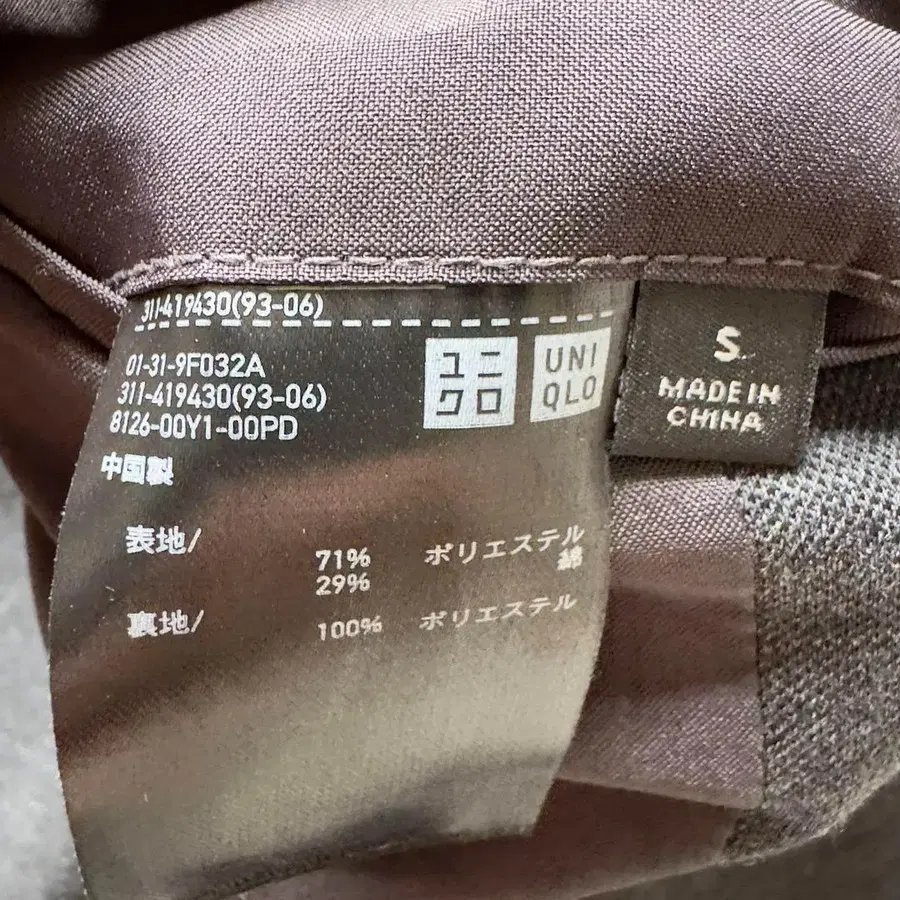 311-419430(93-06)
01-31-9F032A
311-419430(93-06)
8126-00Y1-00PD
中国製
ユニ
クロ
UNI
QLO
S
MADE IN
CHINA
表地/
71% ポリエステル
29% 綿
裏地/
100% ポリエステル